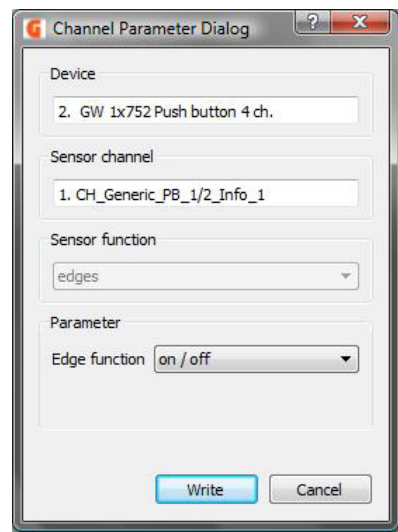 Channel Parameter Dialog
Device
2. GW 1x752 Push button 4 ch.
Sensor channel
1. CH_Generic_PB_1/2_Info_1
Sensor function
edges
Parameter
Edge function on / off
Write Cancel